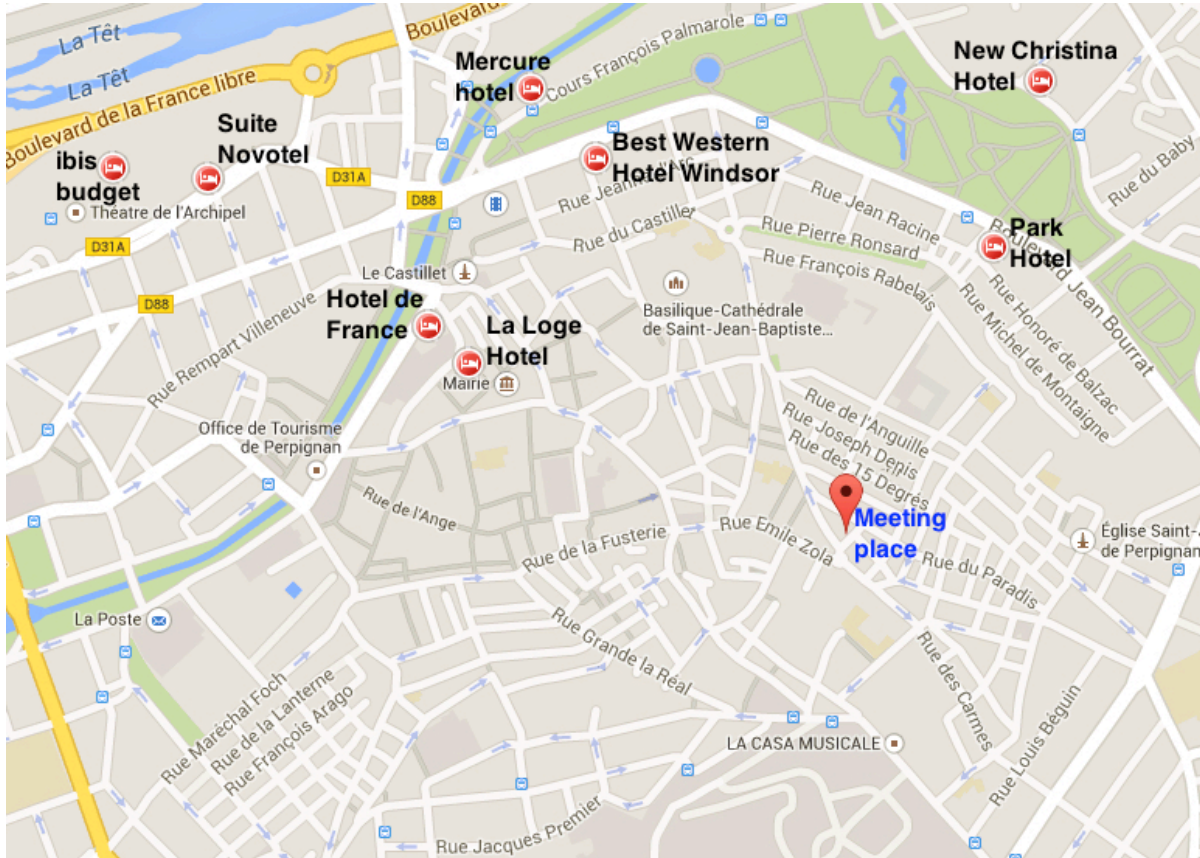 La Têt
La Têt
Boulevard
Boulevard de la France libre
Cours François Palmarole
Mercure
hotel
New Christina
Hotel
Suite
Novotel
ibis
budget
Théatre de l'Archipel
Best Western
Hotel Windsor
D31A
D88
D31A
D88
Rue Jeanne d'Arc
Rue du Castillet
Rue Jean Racine
Rue Pierre Ronsard
Rue François Rabelais
Rue du Baby
Park
Hotel
Boulevard Jean Bourrat
Rue Honoré de Balzac
Rue Michel de Montaigne
Le Castillet
Hotel de
France
La Loge
Hotel
Mairie
Basilique-Cathédrale
de Saint-Jean-Baptiste...
Rue Rempart Villeneuve
Office de Tourisme
de Perpignan
Rue de l'Anguille
Rue Joseph Denis
Rue des 15 Degrés
Meeting
place
Rue de l'Ange
Rue de la Fusterie
Rue Emile Zola
Rue du Paradis
Église Saint-
de Perpignan
La Poste
Rue Grande la Réal
Rue des Carmes
Rue Louis Béguin
Rue Maréchal Foch
Rue de la Lanterne
Rue François Arago
LA CASA MUSICALE
Rue Jacques Premier